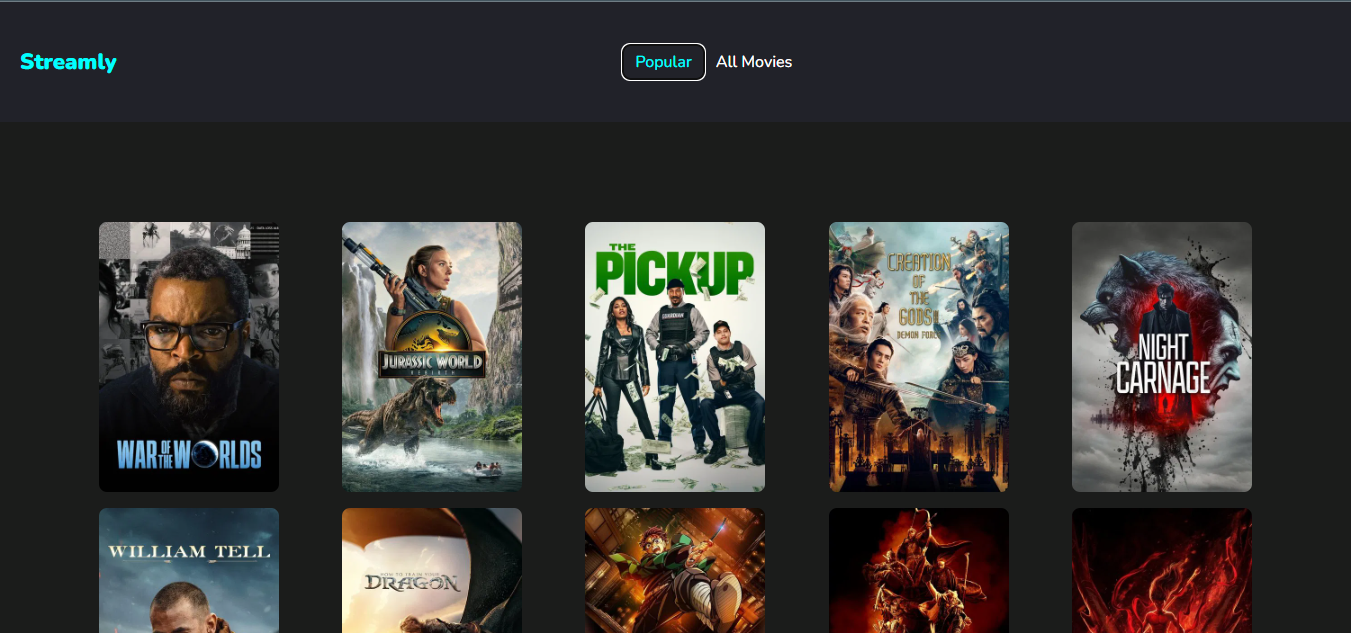 Streamly
Popular
All Movies
WAR OF THE WORLDS
JURASSIC WORLD
REBIRTH
THE
PICKUP
GUARDIAN
CREATION
OF
THE
GODS II
DEMON FORCE
NIGHT
CARNAGE
WILLIAM TELL
HOW TO TRAIN YOUR
DRAGON